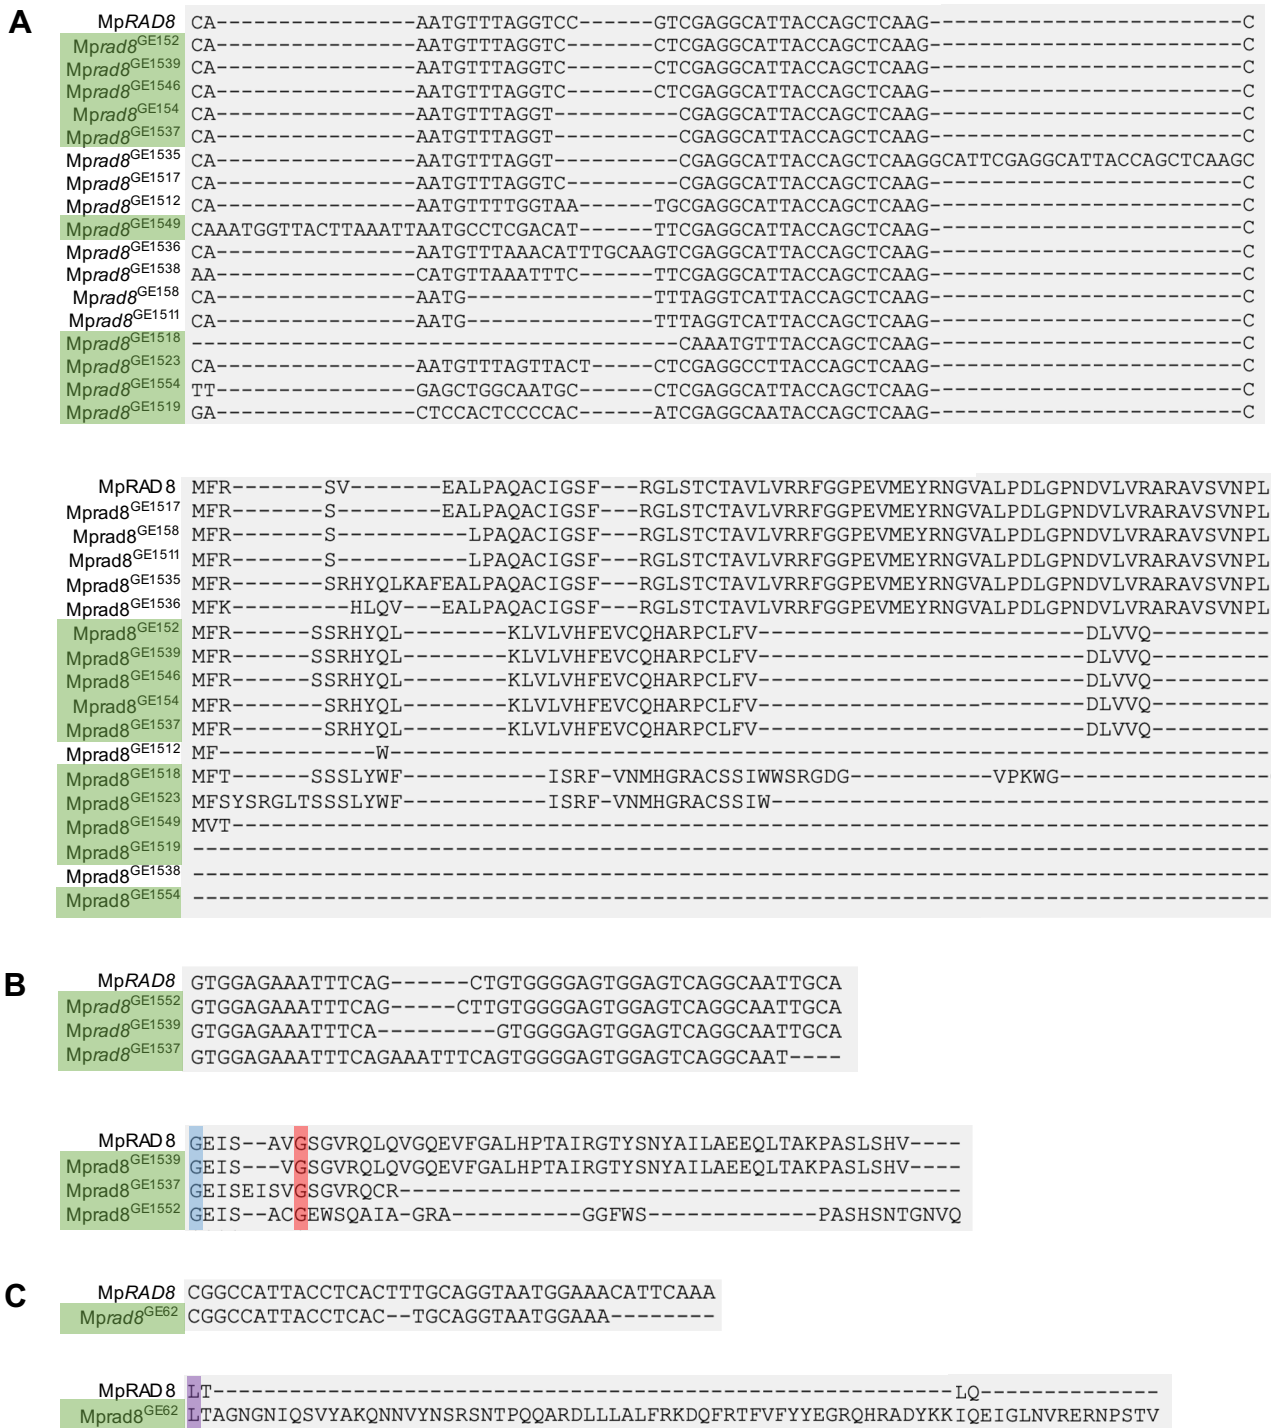 A
MpRAD8 CA----------------AATGTTTAGGTCC------GTCGAGGCATTACCAGCTCAAG-------------------------C
Mprad8GE152 CA----------------AATGTTTAGGTC-------CTCGAGGCATTACCAGCTCAAG-------------------------C
Mprad8GE1539 CA----------------AATGTTTAGGTC-------CTCGAGGCATTACCAGCTCAAG-------------------------C
Mprad8GE1546 CA----------------AATGTTTAGGTC-------CTCGAGGCATTACCAGCTCAAG-------------------------C
Mprad8GE154 CA----------------AATGTTTAGGT----------CGAGGCATTACCAGCTCAAG-------------------------C
Mprad8GE1537 CA----------------AATGTTTAGGT----------CGAGGCATTACCAGCTCAAG-------------------------C
Mprad8GE1535 CA----------------AATGTTTAGGT----------CGAGGCATTACCAGCTCAAGGCATTCGAGGCATTACCAGCTCAAGC
Mprad8GE1517 CA----------------AATGTTTAGGTC---------CGAGGCATTACCAGCTCAAG-------------------------C
Mprad8GE1512 CA----------------AATGTTTTGGTAA------TGCGAGGCATTACCAGCTCAAG-------------------------C
Mprad8GE1549 CAAATGGTTACTTAAATTAATGCCTCGACAT------TTCGAGGCATTACCAGCTCAAG-------------------------C
Mprad8GE1536 CA----------------AATGTTTAAACATTTGCAAGTCGAGGCATTACCAGCTCAAG-------------------------C
Mprad8GE1538 AA----------------CATGTTAAATTTC------TTCGAGGCATTACCAGCTCAAG-------------------------C
Mprad8GE158 CA----------------AATG---------------TTTAGGTCATTACCAGCTCAAG-------------------------C
Mprad8GE1511 CA----------------AATG---------------TTTAGGTCATTACCAGCTCAAG-------------------------C
Mprad8GE1518 ---------------------------------------CAAATGTTTACCAGCTCAAG-------------------------C
Mprad8GE1523 CA----------------AATGTTTAGTTACT-----CTCGAGGCCTTACCAGCTCAAG-------------------------C
Mprad8GE1554 TT----------------GAGCTGGCAATGC------CTCGAGGCATTACCAGCTCAAG-------------------------C
Mprad8GE1519 GA----------------CTCCACTCCCCAC------ATCGAGGCAATACCAGCTCAAG-------------------------C
MpRAD8 MFR-------SV-------EALPAQACIGSF---RGLSTCTAVLVRRFGGPEVMEYRNGVALPDLGPNDVLVRARAVSVNPL
Mprad8GE1517 MFR-------S--------EALPAQACIGSF---RGLSTCTAVLVRRFGGPEVMEYRNGVALPDLGPNDVLVRARAVSVNPL
Mprad8GE158 MFR-------S----------LPAQACIGSF---RGLSTCTAVLVRRFGGPEVMEYRNGVALPDLGPNDVLVRARAVSVNPL
Mprad8GE1511 MFR-------S----------LPAQACIGSF---RGLSTCTAVLVRRFGGPEVMEYRNGVALPDLGPNDVLVRARAVSVNPL
Mprad8GE1535 MFR-------SRHYQLKAFEALPAQACIGSF---RGLSTCTAVLVRRFGGPEVMEYRNGVALPDLGPNDVLVRARAVSVNPL
Mprad8GE1536 MFK---------HLQV---EALPAQACIGSF---RGLSTCTAVLVRRFGGPEVMEYRNGVALPDLGPNDVLVRARAVSVNPL
Mprad8GE152 MFR------SSRHYQL--------KLVLVHFEVCQHARPCLFV-------------------------DLVVQ---------
Mprad8GE1539 MFR------SSRHYQL--------KLVLVHFEVCQHARPCLFV-------------------------DLVVQ---------
Mprad8GE1546 MFR------SSRHYQL--------KLVLVHFEVCQHARPCLFV-------------------------DLVVQ---------
Mprad8GE154 MFR-------SRHYQL--------KLVLVHFEVCQHARPCLFV-------------------------DLVVQ---------
Mprad8GE1537 MFR-------SRHYQL--------KLVLVHFEVCQHARPCLFV-------------------------DLVVQ---------
Mprad8GE1512 MF------------W-------------------------------------------------------------------
Mprad8GE1518 MFT------SSSLYWF-----------ISRF-VNMHGRACSSIWWSRGDG-----------VPKWG----------------
Mprad8GE1523 MFSYSRGLTSSSLYWF-----------ISRF-VNMHGRACSSIW--------------------------------------
Mprad8GE1549 MVT-------------------------------------------------------------------------------
Mprad8GE1519 ----------------------------------------------------------------------------------
Mprad8GE1538 ----------------------------------------------------------------------------------
Mprad8GE1554 ----------------------------------------------------------------------------------
B
MpRAD8 GTGGAGAAATTTCAG------CTGTGGGGAGTGGAGTCAGGCAATTGCA
Mprad8GE1552 GTGGAGAAATTTCAG-----CTTGTGGGGAGTGGAGTCAGGCAATTGCA
Mprad8GE1539 GTGGAGAAATTTCA---------GTGGGGAGTGGAGTCAGGCAATTGCA
Mprad8GE1537 GTGGAGAAATTTCAGAAATTTCAGTGGGGAGTGGAGTCAGGCAAT----
MpRAD8 GEIS--AVGSGVRQLQVGQEVFGALHPTAIRGTYSNYAILAEEQLTAKPASLSHV----
Mprad8GE1539 GEIS---VGSGVRQLQVGQEVFGALHPTAIRGTYSNYAILAEEQLTAKPASLSHV----
Mprad8GE1537 GEISEISVGSGVRQCR-------------------------------------------
Mprad8GE1552 GEIS--ACGEWSQAIA-GRA----------GGFWS-------------PASHSNTGNVQ
C
MpRAD8 CGGCCATTACCTCACTTTGCAGGTAATGGAAACATTCAAA
Mprad8GE62 CGGCCATTACCTCAC--TGCAGGTAATGGAAA--------
MpRAD8 LT---------------------------------------------------------LQ--------------
Mprad8GE62 LTAGNGNIQSVYAKQNNVYNSRSNTPQQARDLLLALFRKDQFRTFVFYYEGRQHRADYKKIQEIGLNVRERNPSTV